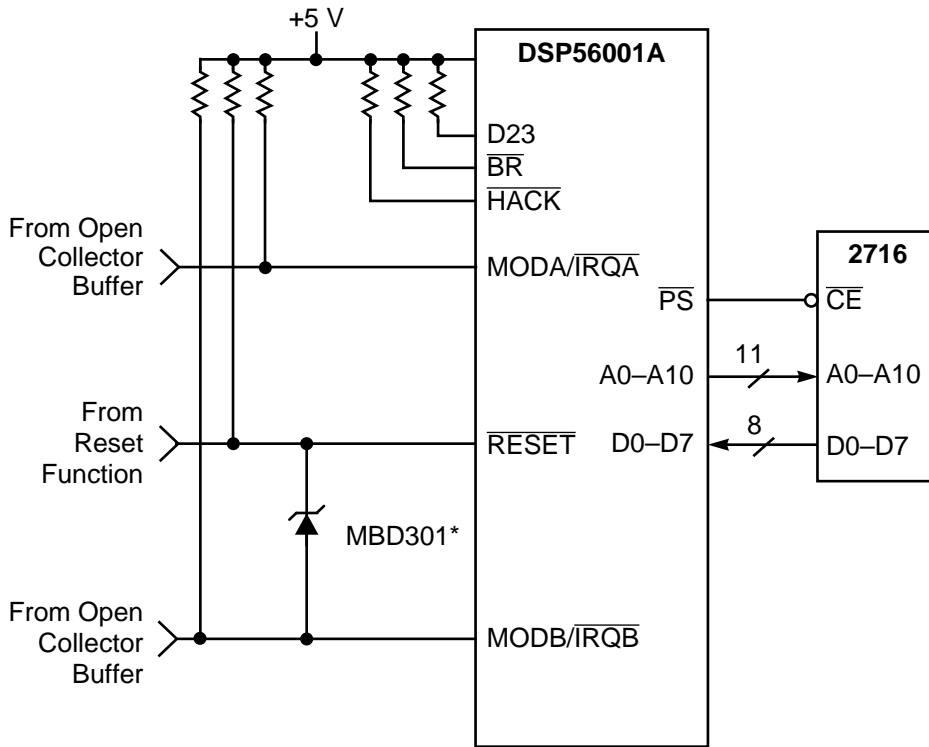 +5 V
DSP56001A
D23
BR
HACK
From Open
Collector
Buffer
MODA/IRQA
2716
PS
CE
11
A0–A10
A0–A10
From
Reset
Function
RESET
8
D0–D7
D0–D7
MBD301*
From Open
Collector
Buffer
MODB/IRQB